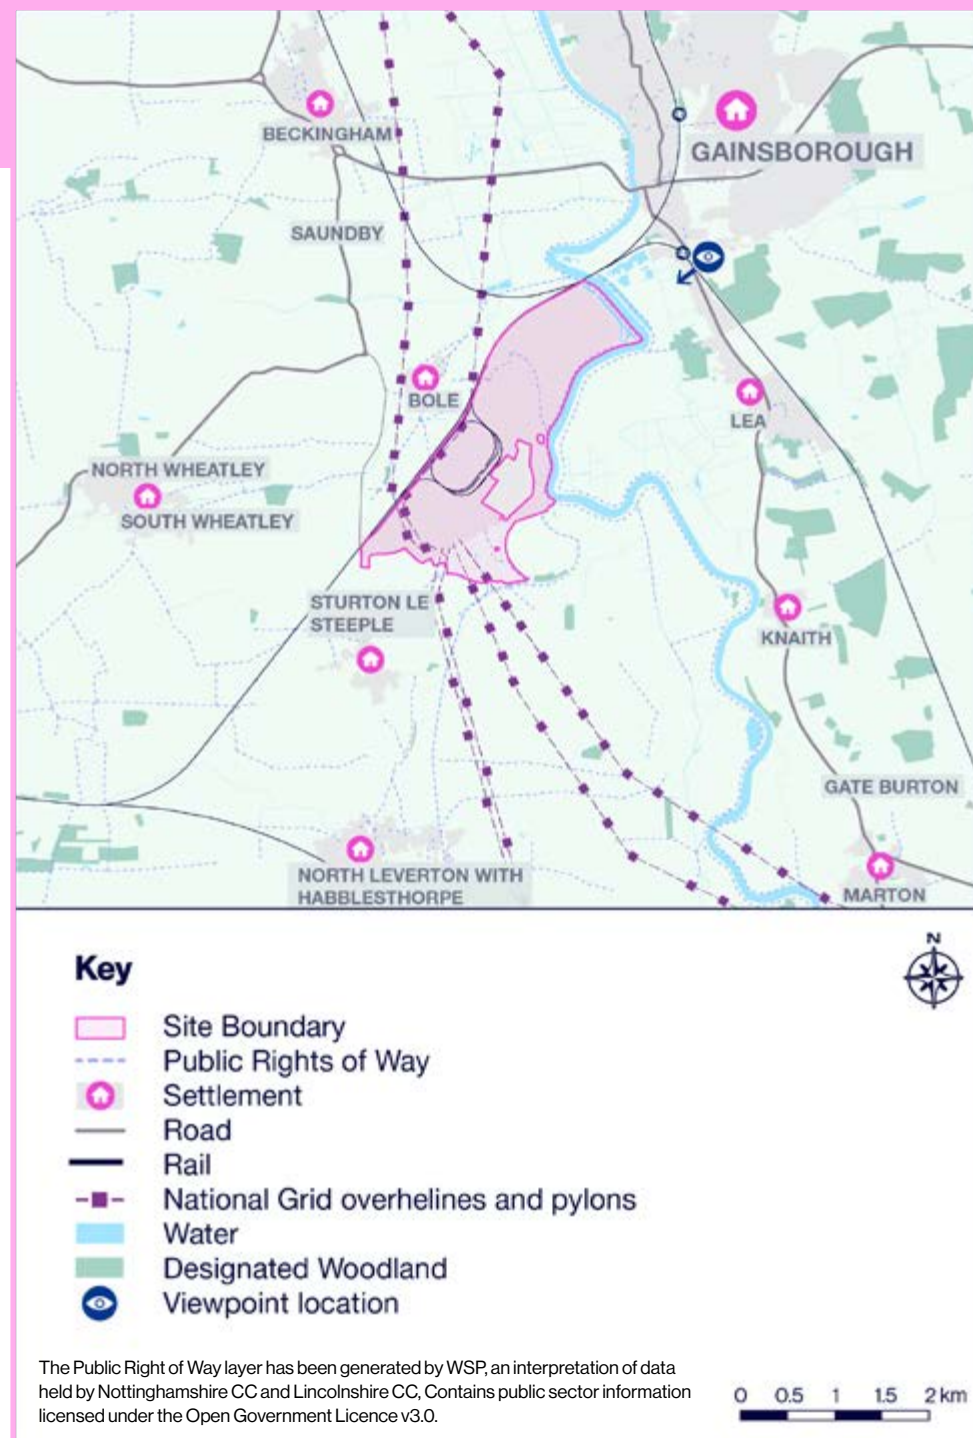 BECKINGHAM
GAINSBOROUGH
SAUNDBY
BOLE
LEA
NORTH WHEATLEY
SOUTH WHEATLEY
STURTON LE
STEEPLE
KNAITH
GATE BURTON
NORTH LEVERTON WITH
HABBLESTHORPE
MARTON
N
Key
Site Boundary
Public Rights of Way
Settlement
Road
Rail
National Grid overhelines and pylons
Water
Designated Woodland
Viewpoint location
The Public Right of Way layer has been generated by WSP, an interpretation of data
held by Nottinghamshire CC and Lincolnshire CC, Contains public sector information
licensed under the Open Government Licence v3.0.
0 0.5 1 1.5 2 km